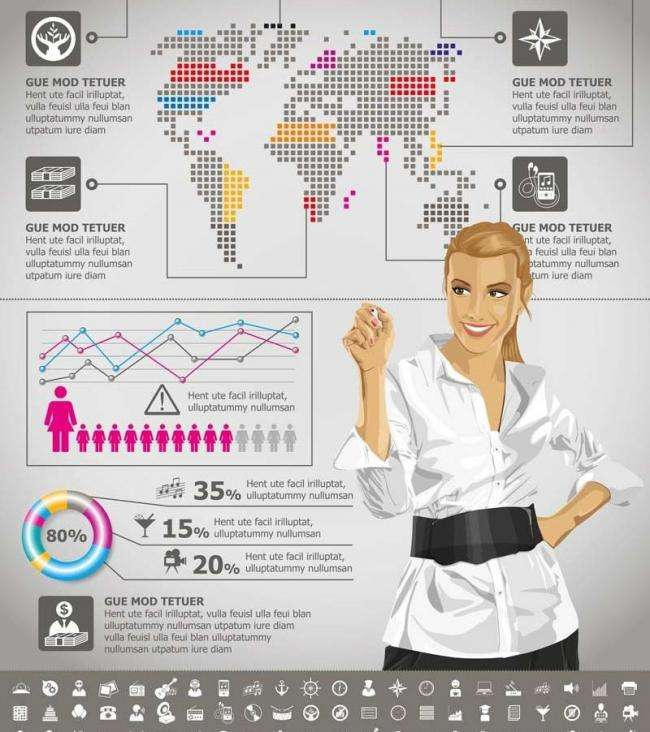 GUE MOD TETUER
Hent ute facil irilluptat,
vulla feuisl ulla feui blan
ulluptatummy nullumsan
utpatum iure diam
GUE MOD TETUER
Hent ute facil irilluptat,
vulla feuisl ulla feui blan
ulluptatummy nullumsan
utpatum iure diam
GUE MOD TETUER
Hent ute facil irilluptat,
vulla feuisl ulla feui blan
ulluptatummy nullumsan
utpatum iure diam
GUE MOD TETUER
ute facil irilluptat,
feuisl ulla feui blan
ulluptatummy nullumsan
iure diam
Hent ute facil irilluptat,
ulluptatummy nullumsan
80%
35% Hent ute facil irilluptat,
ulluptatummy nullumsan
15% Hent ute facil irilluptat,
ulluptatummy nullumsan
20% Hent ute facil irilluptat,
ulluptatummy nullumsan
$
GUE MOD TETUER
Hent ute facil irilluptat, vulla feuisl ulla feui blan
ulluptatummy nullumsan utpatum iure diam
vulla feuisl ulla feui blan ulluptatummy
nullumsan utpatum iure diam